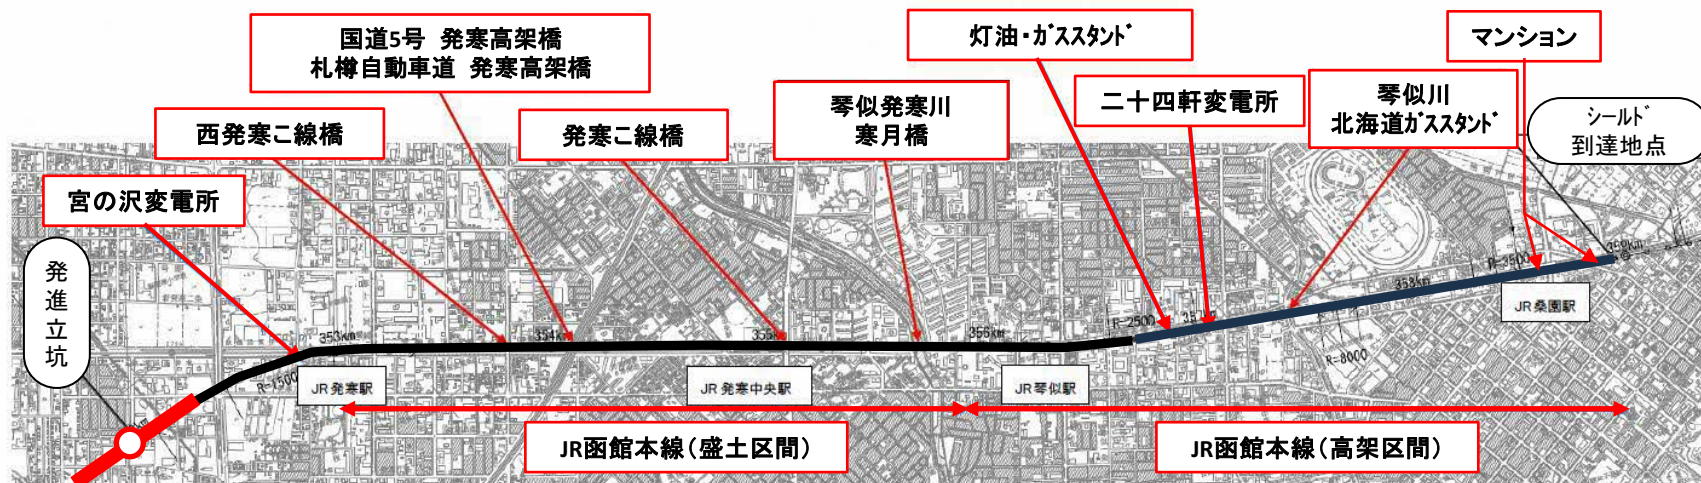 国道5号 発寒高架橋
札樽自動車道 発寒高架橋
灯油・ガススタンド
マンション
西発寒こ線橋
発寒こ線橋
琴似発寒川
寒月橋
二十四軒変電所
琴似川
北海道ガススタンド
シールド
到達地点
宮の沢変電所
発進立坑
353km
354k
355k
356km
R=2500
357
358km
R=3500
359km
R=1500
R=8000
JR発寒駅
JR発寒中央駅
JR琴似駅
JR桑園駅
JR函館本線(盛土区間)
JR函館本線(高架区間)